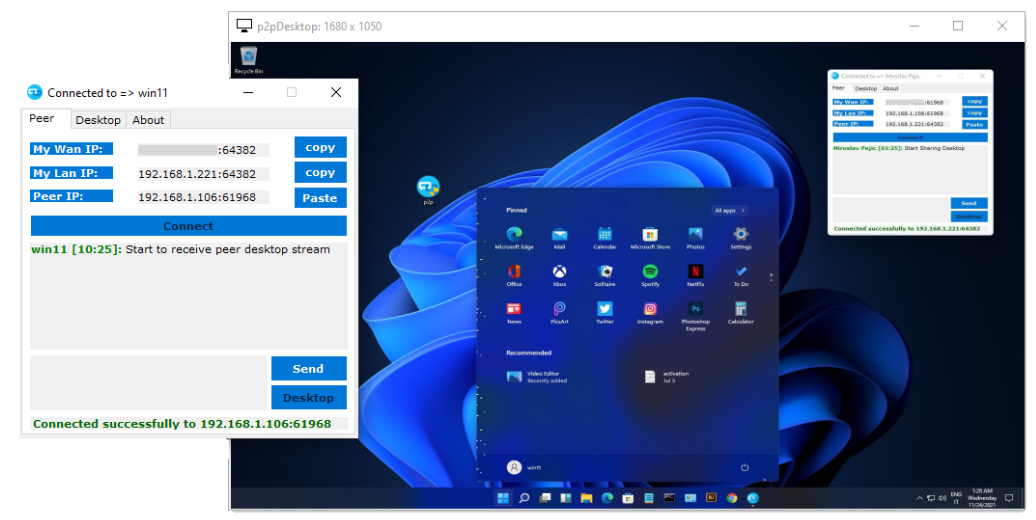 p2pDesktop: 1680 x 1050
Recycle Bin
Connected to => win11
Peer Desktop About
My Wan IP: :64382 copy
My Lan IP: 192.168.1.221:64382 copy
Peer IP: 192.168.1.106:61968 Paste
Connect
win11 [10:25]: Start to receive peer desktop stream
Send
Desktop
Connected successfully to 192.168.1.106:61968
p2p
Connected to => Miroslav Pejic
Peer Desktop About
My Wan IP: :61968 copy
My Lan IP: 192.168.1.106:61968 copy
Peer IP: 192.168.1.221:64382 Paste
Connect
Miroslav Pejic [01:25]: Start Sharing Desktop
Send
Desktop
Connected successfully to 192.168.1.221:64382
Pinned All apps >
Microsoft Edge Mail Calendar Microsoft Store Photos Settings
Office Xbox Solitaire Spotify Netflix To Do
News PicsArt Twitter Instagram Photoshop Express Calculator
Recommended
Video Editor activation
Recently added Jul 5
win11
ENG 1:28 AM
IT Wednesday
11/24/2021